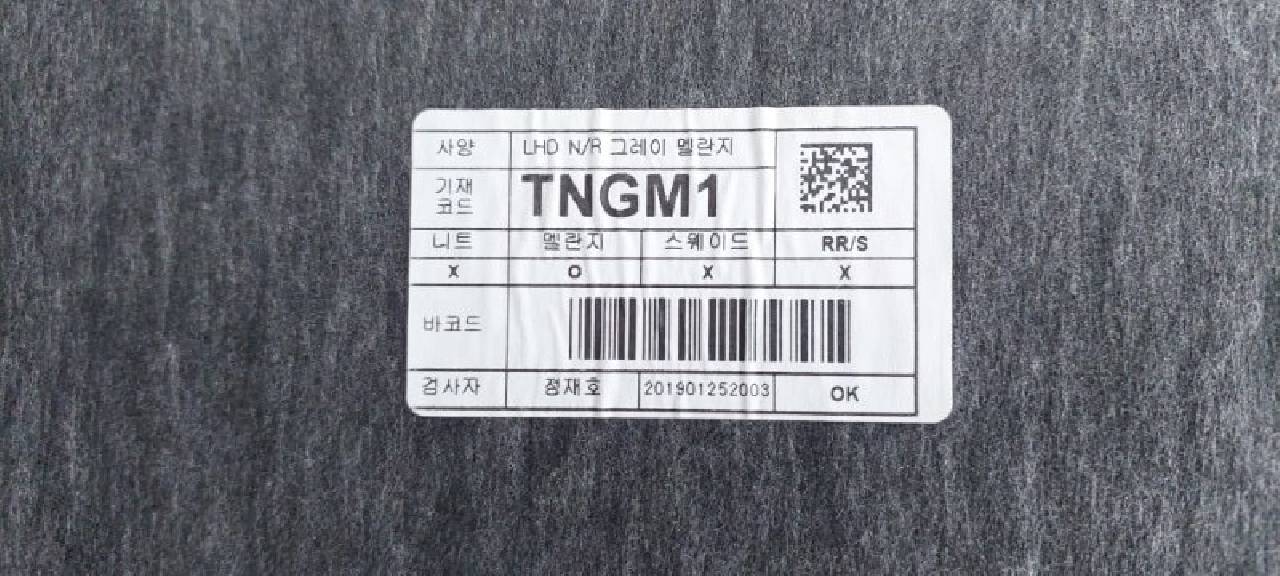 사양 LHD N/R 그레이 멜란지
기재
코드 TNGM1
니트 멜란지 스웨이드 RR/S
X O X X
바코드
검사자 정재호 201901252003 OK